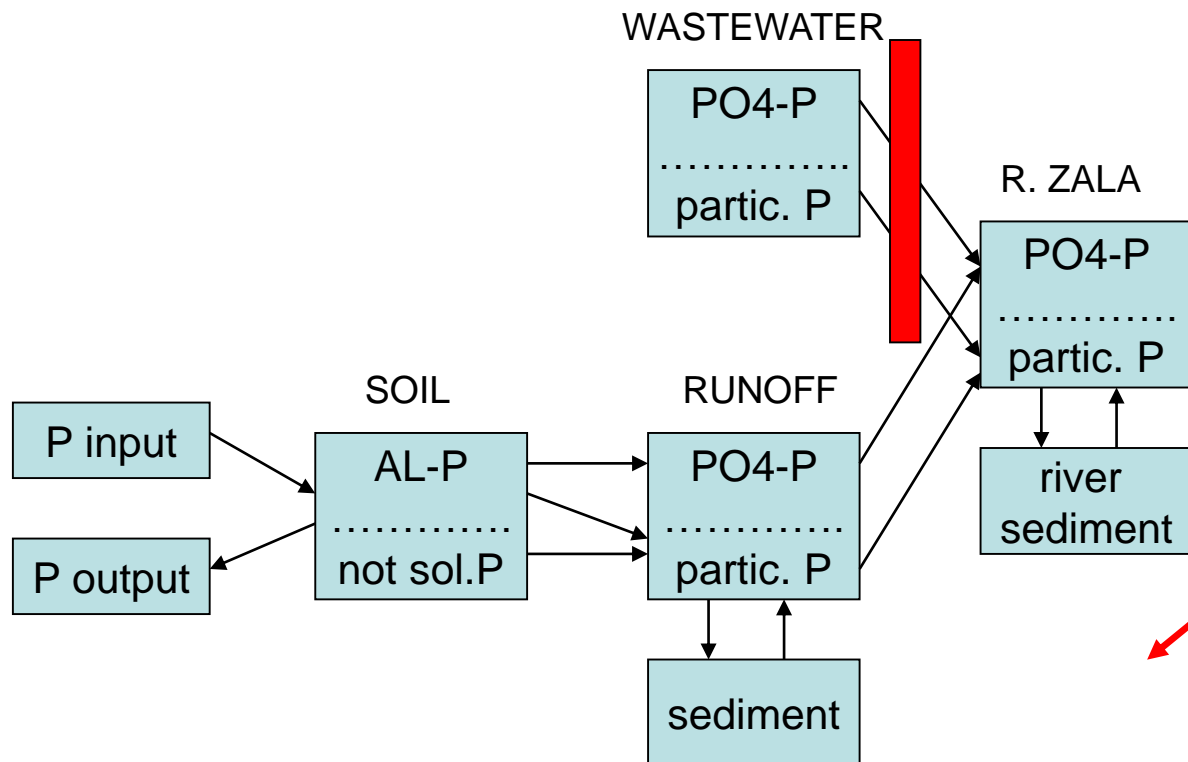 WASTEWATER
PO4-P
..............
partic. P
R. ZALA
PO4-P
.............
partic. P
river
sediment
SOIL
RUNOFF
P input
P output
AL-P
.............
not sol.P
PO4-P
.............
partic. P
sediment